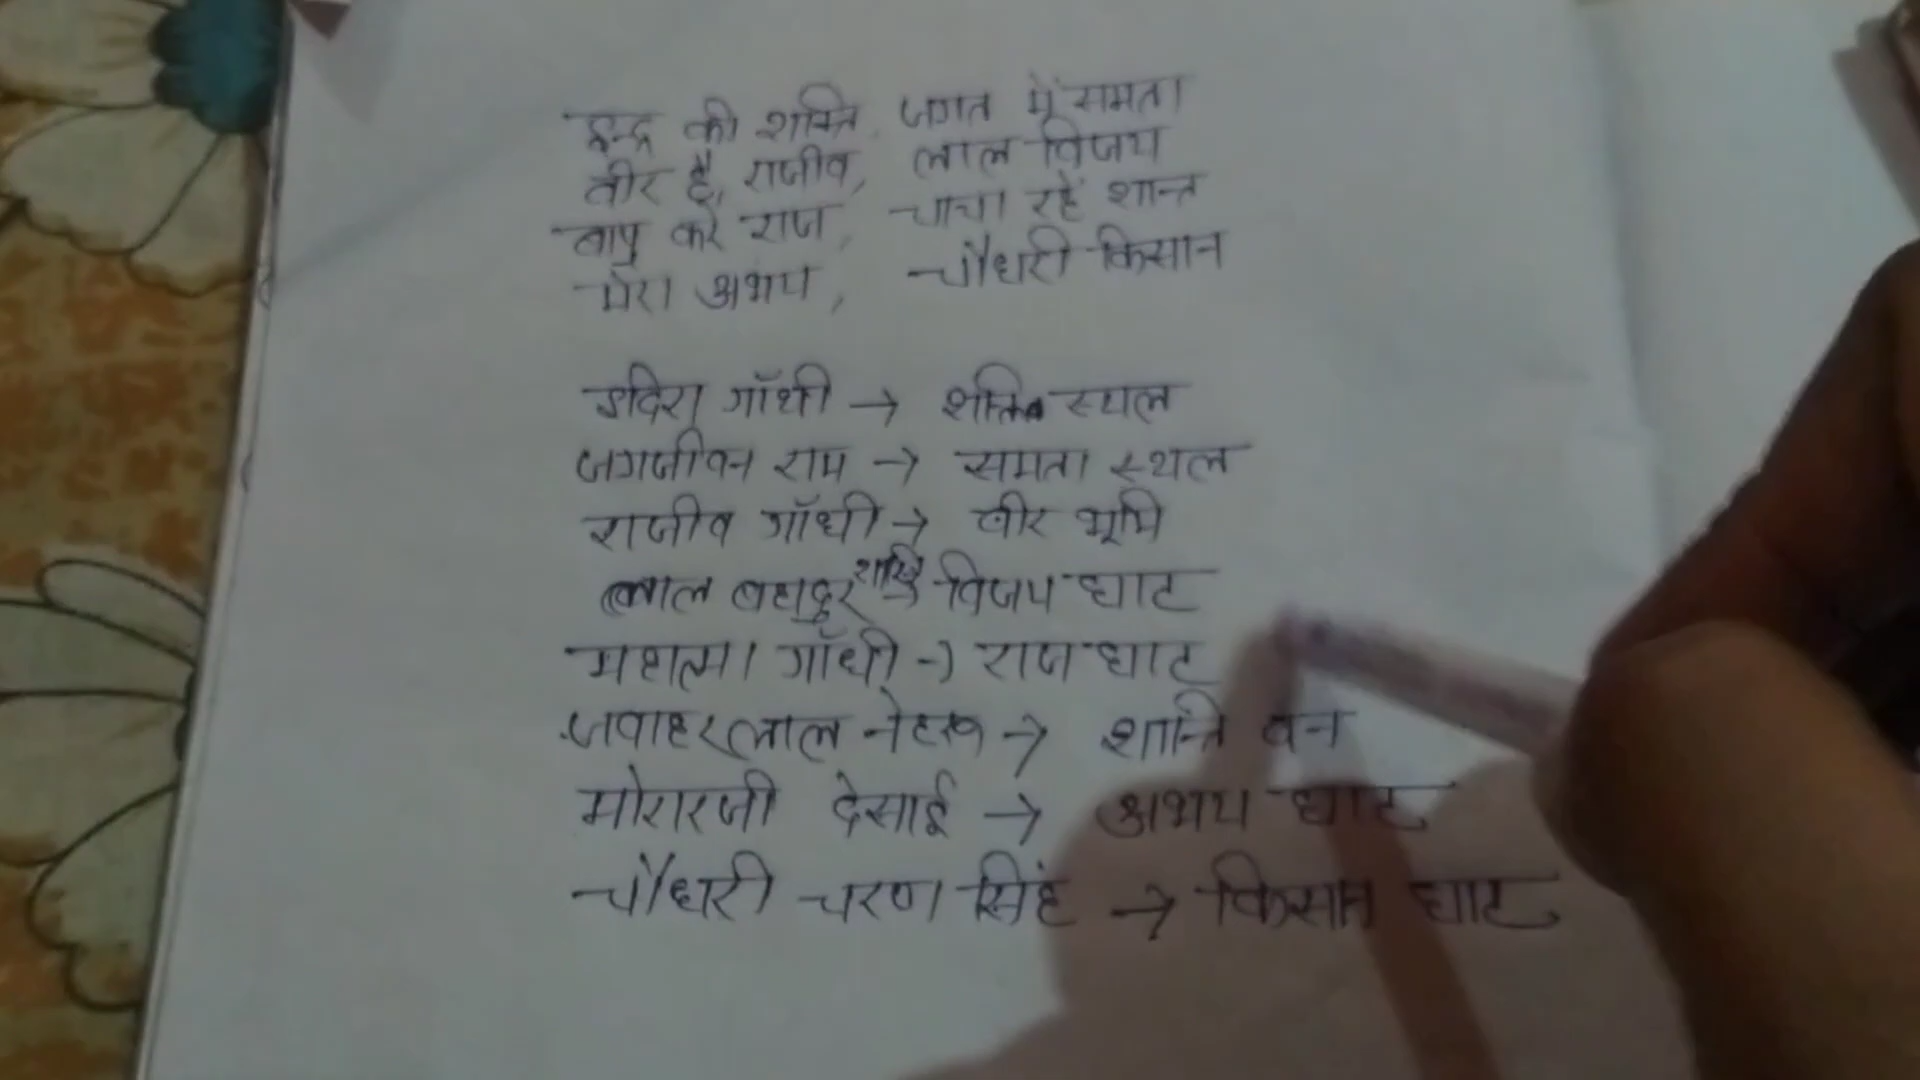 इन्द्र की शक्ति, जगत में समता
वीर है, राजीव, लाल विजय
बापु करे राज, चाचा रहें शान्त
मेरा अभय, चौधरी किसान
इंदिरा गाँधी → शक्ति स्थल
जगजीवन राम → समता स्थल
राजीव गाँधी → वीर भूमि
लाल बहादुर शास्त्री → विजय घाट
महात्मा गाँधी → राज घाट
जवाहरलाल नेहरू → शान्ति वन
मोरारजी देसाई → अभय घाट
चौधरी चरण सिंह → किसान घाट